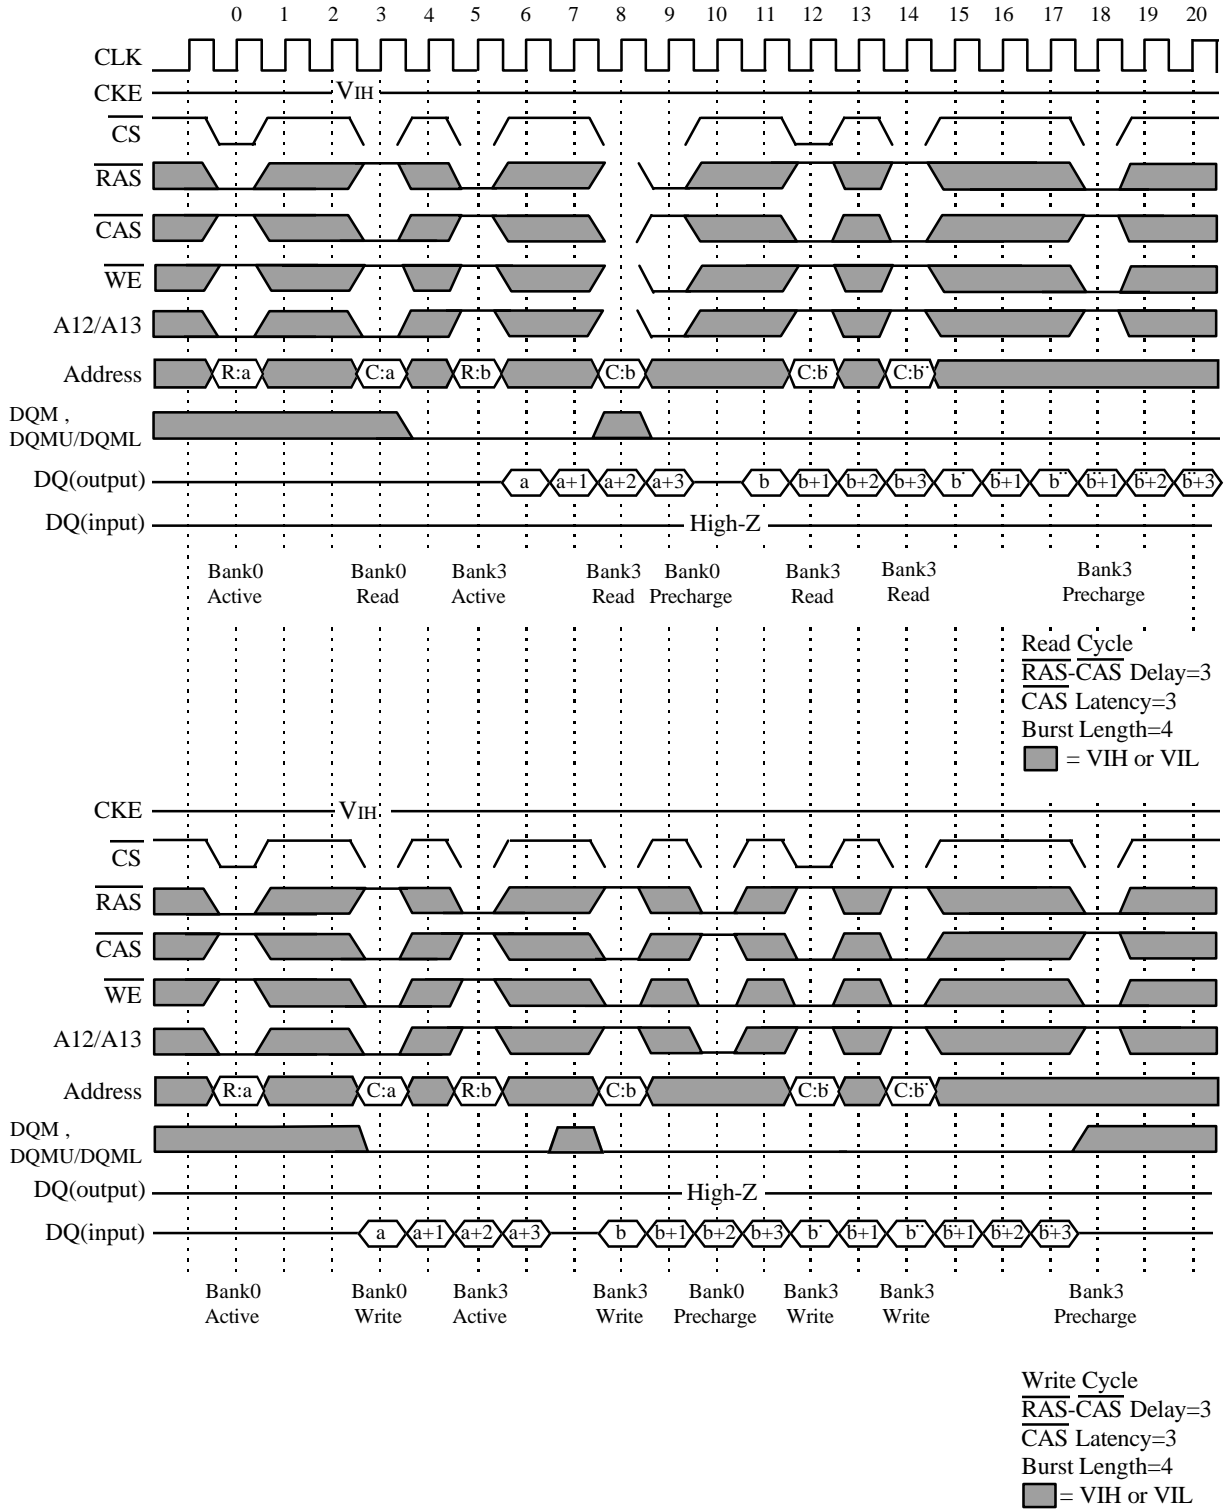 0 1 2 3 4 5 6 7 8 9 10 11 12 13 14 15 16 17 18 19 20
CLK
CKE VIH
CS
RAS
CAS
WE
A12/A13
Address R:a C:a R:b C:b C:b' C:b"
DQM ,
DQMU/DQML
DQ(output) a a+1 a+2 a+3 b b+1 b+2 b+3 b' b'+1 b" b"+1 b"+2 b"+3
DQ(input) High-Z
Bank0 Bank0 Bank3 Bank3 Bank0 Bank3 Bank3 Bank3
Active Read Active Read Precharge Read Read Precharge
Read Cycle
RAS-CAS Delay=3
CAS Latency=3
Burst Length=4
= VIH or VIL
CKE VIH
CS
RAS
CAS
WE
A12/A13
Address R:a C:a R:b C:b C:b' C:b"
DQM ,
DQMU/DQML
DQ(output) High-Z
DQ(input) a a+1 a+2 a+3 b b+1 b+2 b+3 b' b'+1 b" b"+1 b"+2 b"+3
Bank0 Bank0 Bank3 Bank3 Bank0 Bank3 Bank3 Bank3
Active Write Active Write Precharge Write Write Precharge
Write Cycle
RAS-CAS Delay=3
CAS Latency=3
Burst Length=4
= VIH or VIL